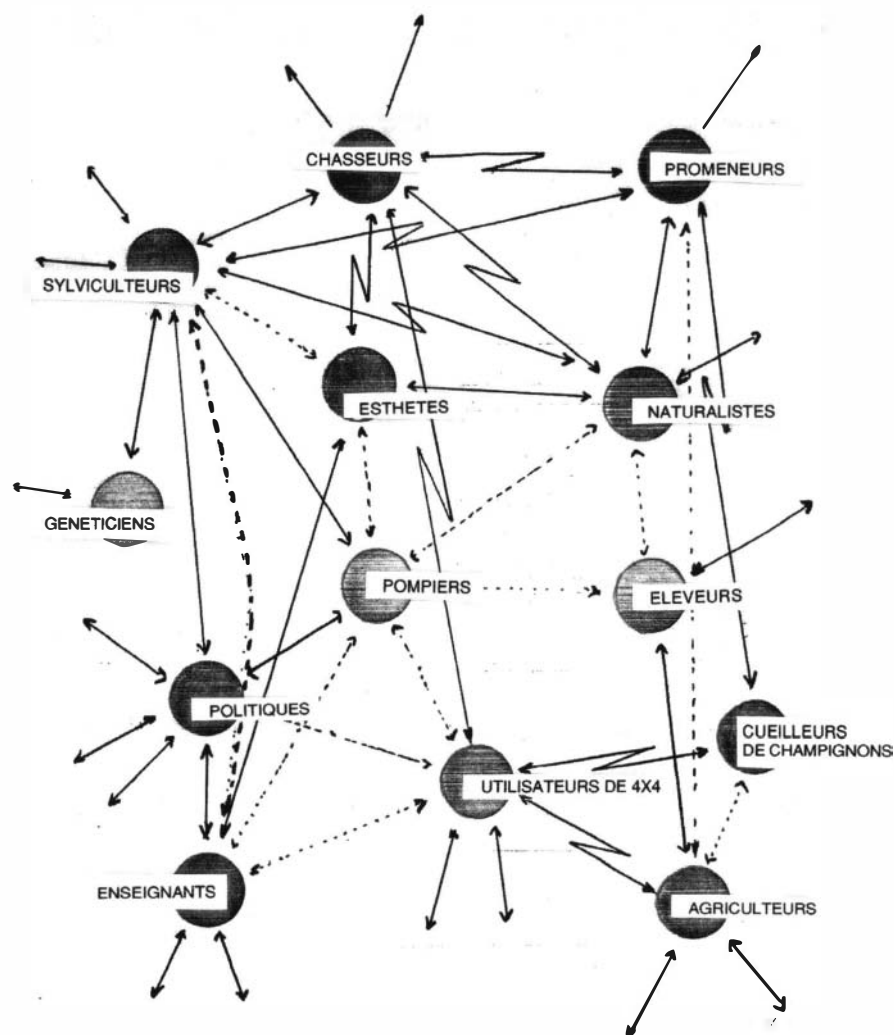 CHASSEURS
PROMENEURS
SYLVICULTEURS
ESTHETES
NATURALISTES
GENETICIENS
POMPIERS
ELEVEURS
POLITIQUES
CUEILLEURS
DE CHAMPIGNONS
UTILISATEURS DE 4X4
ENSEIGNANTS
AGRICULTEURS